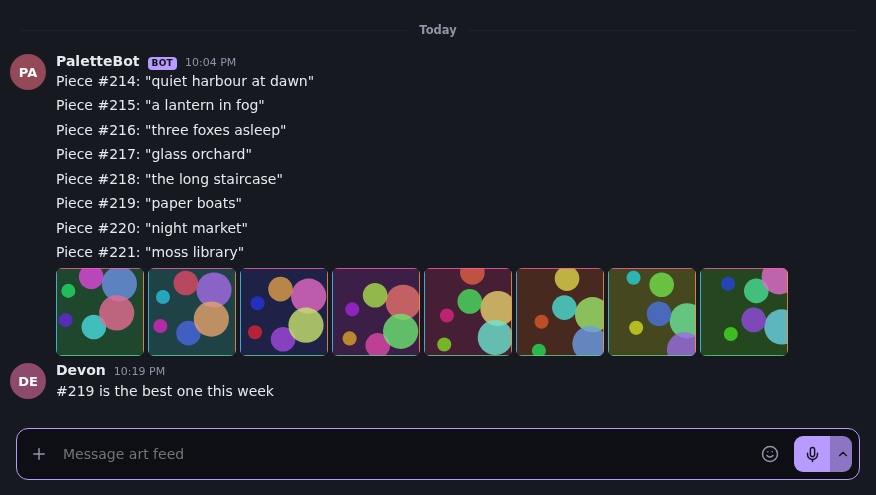 Today
PaletteBot BOT 10:04 PM
PA
Piece #214: "quiet harbour at dawn"
Piece #215: "a lantern in fog"
Piece #216: "three foxes asleep"
Piece #217: "glass orchard"
Piece #218: "the long staircase"
Piece #219: "paper boats"
Piece #220: "night market"
Piece #221: "moss library"
Devon 10:19 PM
DE
#219 is the best one this week
Message art feed